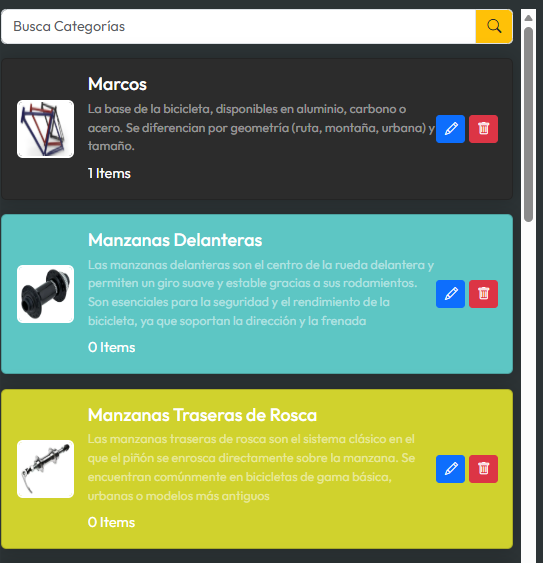 Busca Categorías
Marcos
La base de la bicicleta, disponibles en aluminio, carbono o
acero. Se diferencian por geometría (ruta, montaña, urbana) y
tamaño.
1 Items
Manzanas Delanteras
Las manzanas delanteras son el centro de la rueda delantera y
permiten un giro suave y estable gracias a sus rodamientos.
Son esenciales para la seguridad y el rendimiento de la
bicicleta, ya que soportan la dirección y la frenada
0 Items
Manzanas Traseras de Rosca
Las manzanas traseras de rosca son el sistema clásico en el
que el piñón se enrosca directamente sobre la manzana. Se
encuentran comúnmente en bicicletas de gama básica,
urbanas o modelos más antiguos
0 Items